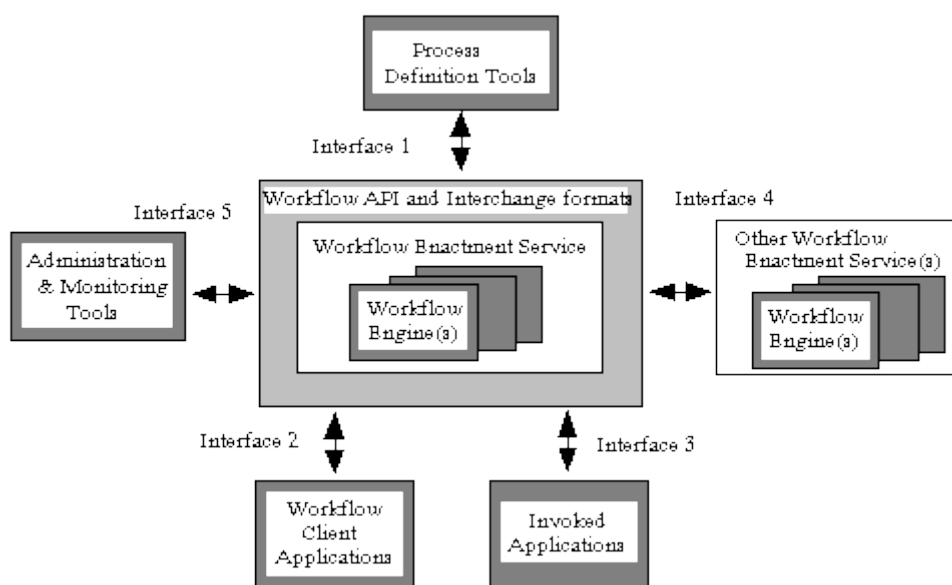 Process
Definition Tools
Interface 1
Workflow API and Interchange formats
Interface 5
Interface 4
Administration
& Monitoring
Tools
Workflow Enactment Service
Workflow
Engine(s)
Other Workflow
Enactment Service(s)
Workflow
Engine(s)
Interface 2
Interface 3
Workflow
Client
Applications
Invoked
Applications